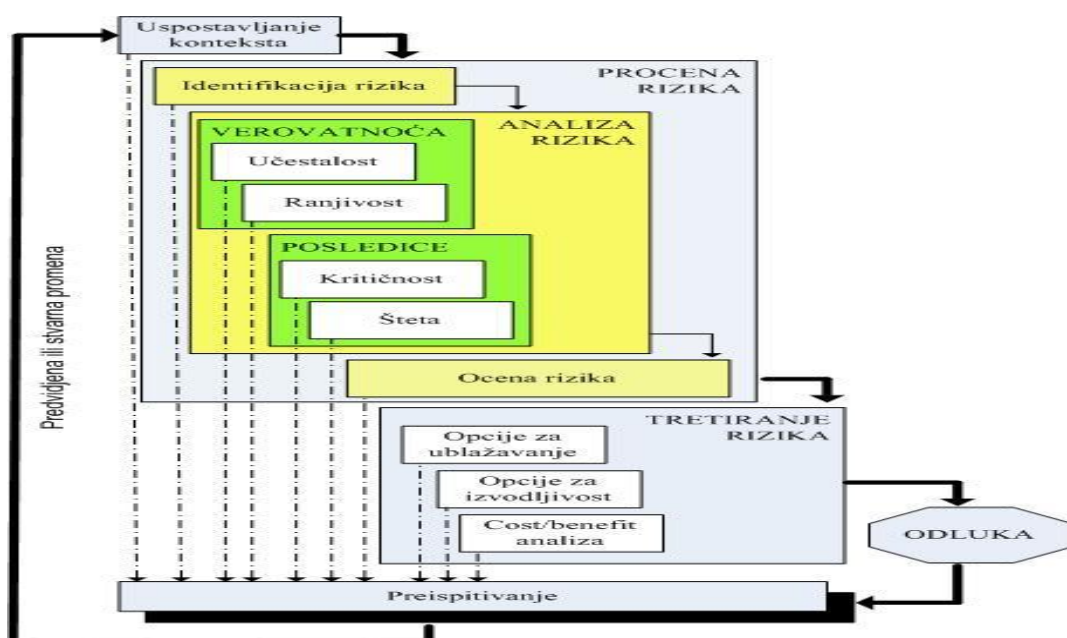 Uspostavljanje
konteksta
PROCENA
RIZIKA
Identifikacija rizika
ANALIZA
RIZIKA
VEROVATNOĆA
Učestalost
Ranjivost
POSLEDICE
Kritičnost
Šteta
Ocena rizika
Predvidjena ili stvarna promena
TRETIRANJE
RIZIKA
Opcije za
ublažavanje
Opcije za
izvodljivost
Cost/benefit
analiza
ODLUKA
Preispitivanje